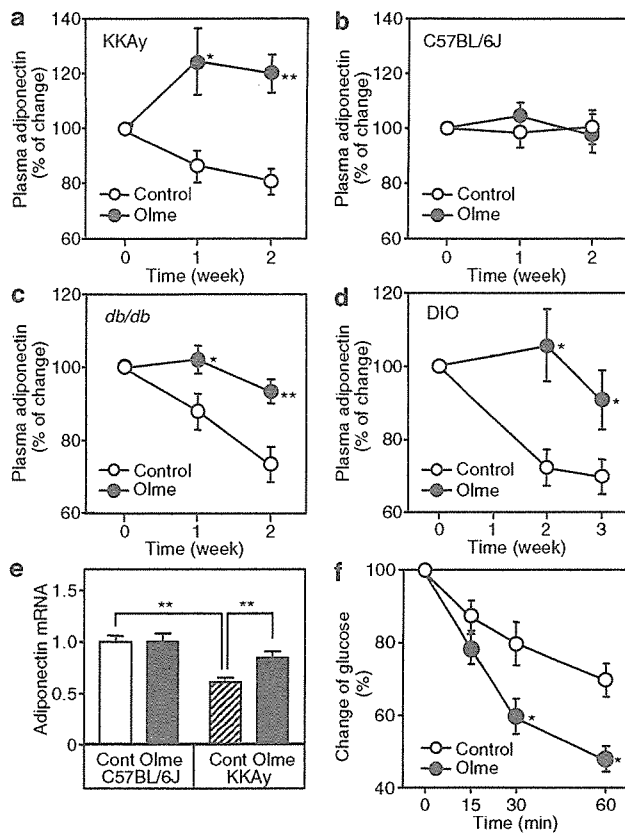 a
KKAy
Plasma adiponectin
(% of change)
140
120
100
80
60
*
**
Control
Olme
0
1
2
Time (week)
b
C57BL/6J
Plasma adiponectin
(% of change)
140
120
100
80
60
Control
Olme
0
1
2
Time (week)
c
db/db
Plasma adiponectin
(% of change)
120
100
80
60
*
**
Control
Olme
0
1
2
Time (week)
d
DIO
Plasma adiponectin
(% of change)
120
100
80
60
*
*
Control
Olme
0
1
2
3
Time (week)
e
Adiponectin mRNA
1.5
1.0
0.5
0
**
**
Cont Olme
C57BL/6J
Cont Olme
KKAy
f
Change of glucose
(%)
100
80
60
40
*
*
Control
Olme
0
15
30
60
Time (min)